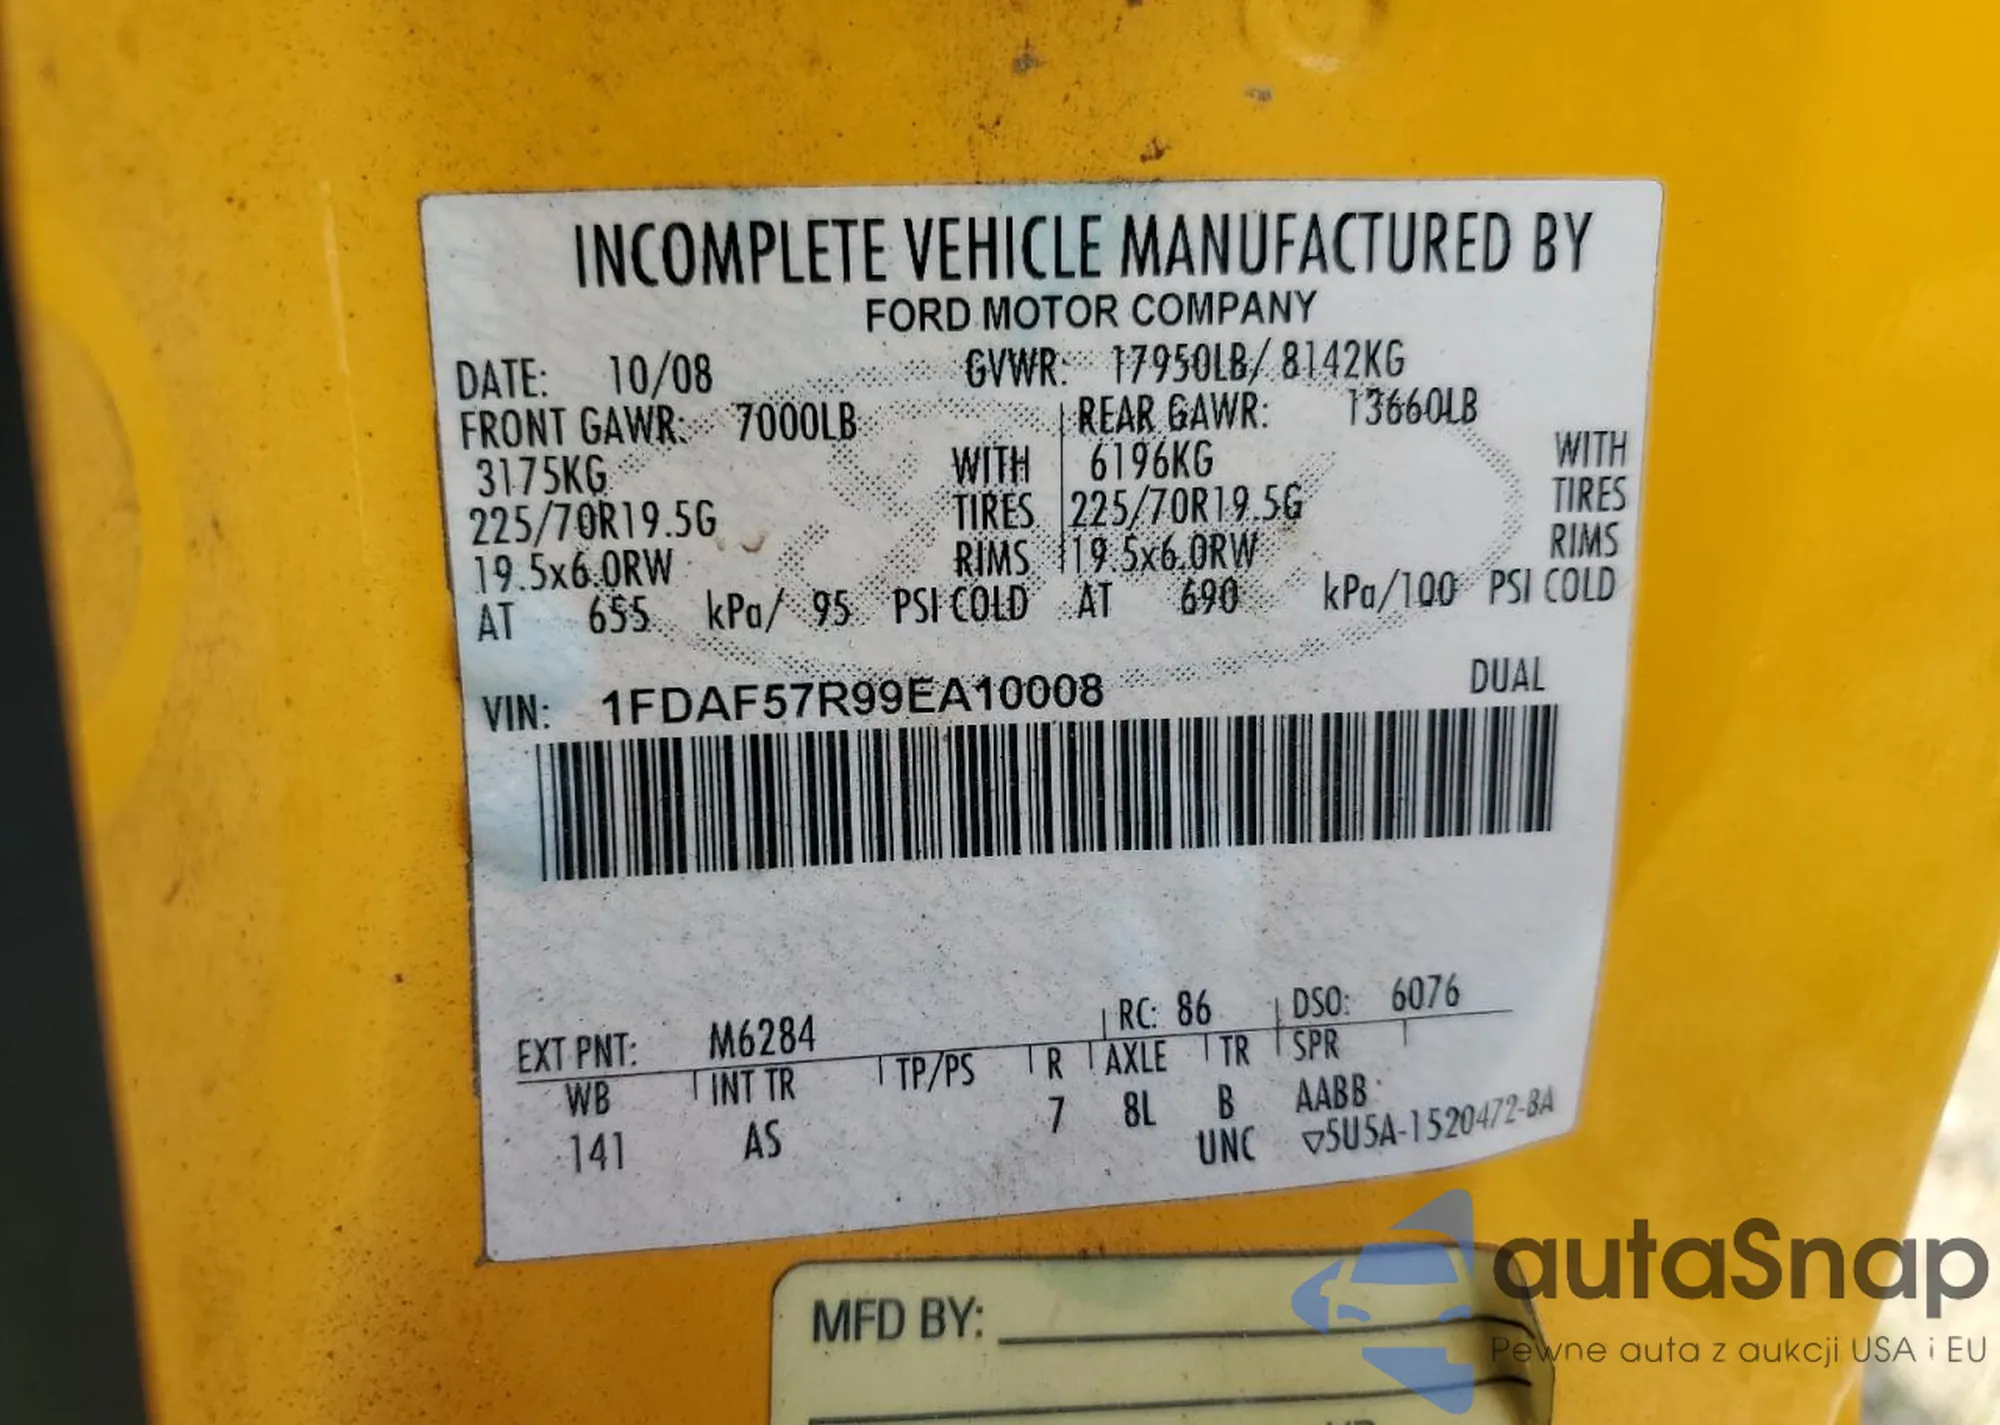 INCOMPLETE VEHICLE MANUFACTURED BY
FORD MOTOR COMPANY
DATE: 10/08 GVWR: 17950LB/ 8142KG
FRONT GAWR: 7000LB REAR GAWR: 13660LB
3175KG WITH 6196KG WITH
225/70R19.5G TIRES 225/70R19.5G TIRES
19.5x6.0RW RIMS 19.5x6.0RW RIMS
AT 655 kPa/ 95 PSI COLD AT 690 kPa/100 PSI COLD
VIN: 1FDAF57R99EA10008 DUAL
EXT PNT: M6284 RC: 86 DSO: 6076
WB INT TR TP/PS R AXLE TR SPR
141 AS 7 8L B AABB
UNC ▽5U5A-1520472-BA
MFD BY:
autaSnap
Pewne auta z aukcji USA i EU